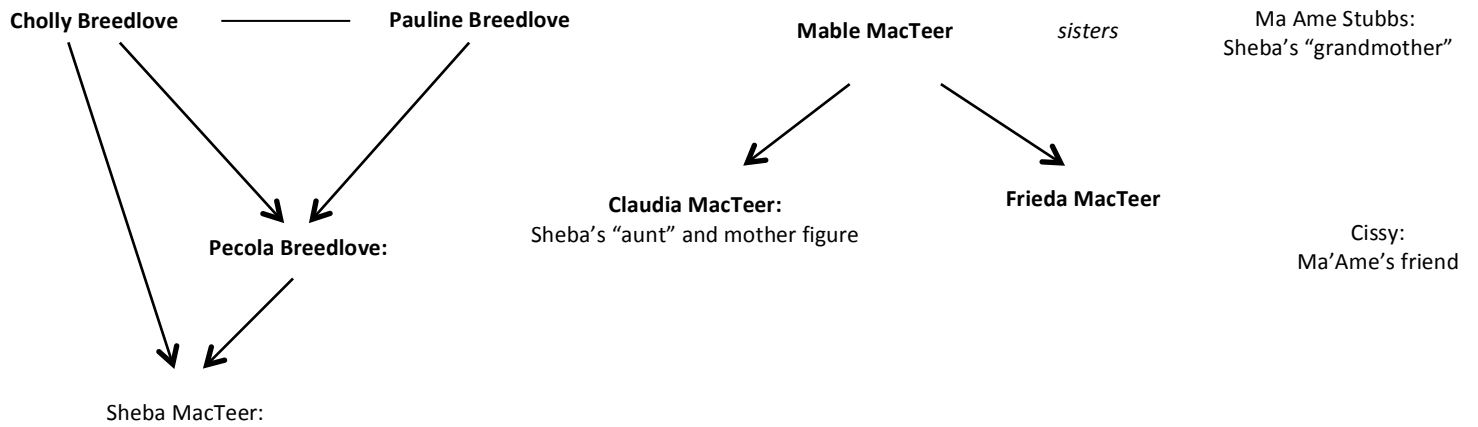 Cholly Breedlove
Pauline Breedlove
Mable MacTeer
sisters
Ma Ame Stubbs:
Sheba’s “grandmother”
Claudia MacTeer:
Sheba’s “aunt” and mother figure
Frieda MacTeer
Pecola Breedlove:
Cissy:
Ma’Ame’s friend
Sheba MacTeer: